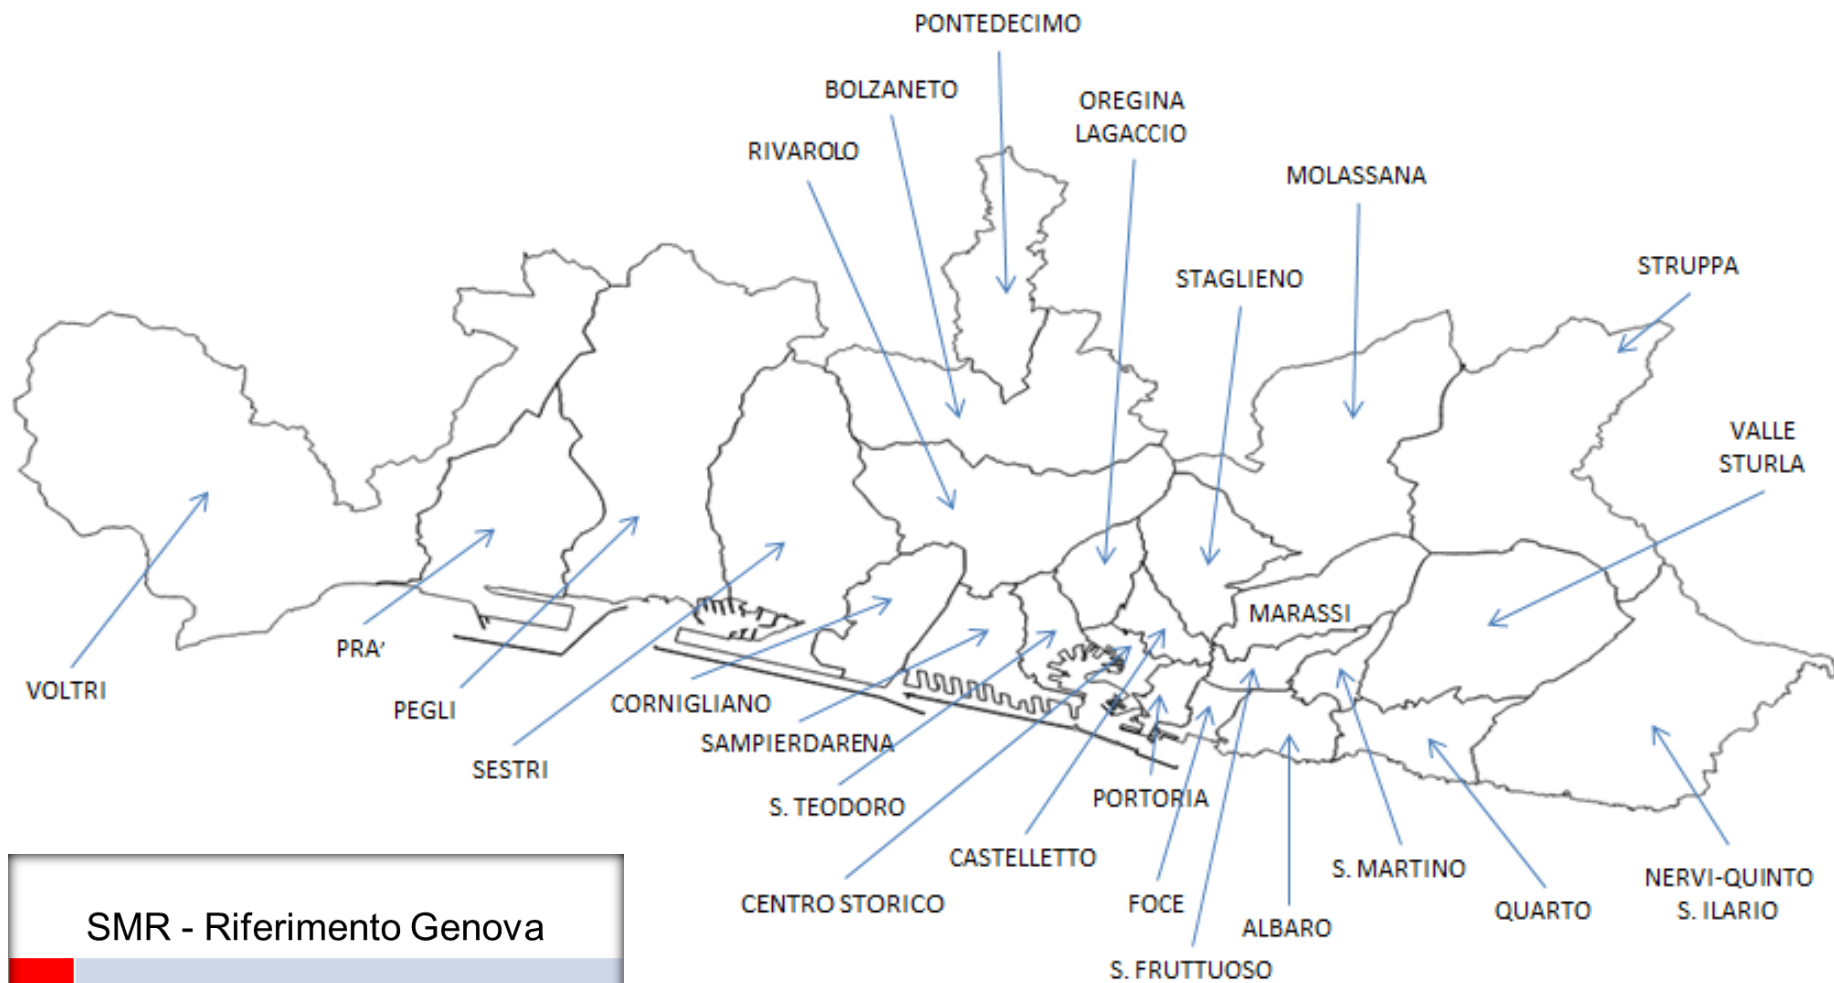 PONTEDECIMO
BOLZANETO
OREGINA
LAGACCIO
RIVAROLO
MOLASSANA
STAGLIENO
STRUPPA
VALLE
STURLA
MARASSI
PRA'
VOLTRI
PEGLI
CORNIGLIANO
SAMPIERDARENA
SESTRI
S. TEODORO
PORTORIA
CASTELLETTO
S. MARTINO
NERVI-QUINTO
S. ILARIO
CENTRO STORICO
FOCE
QUARTO
ALBARO
S. FRUTTUOSO
SMR - Riferimento Genova